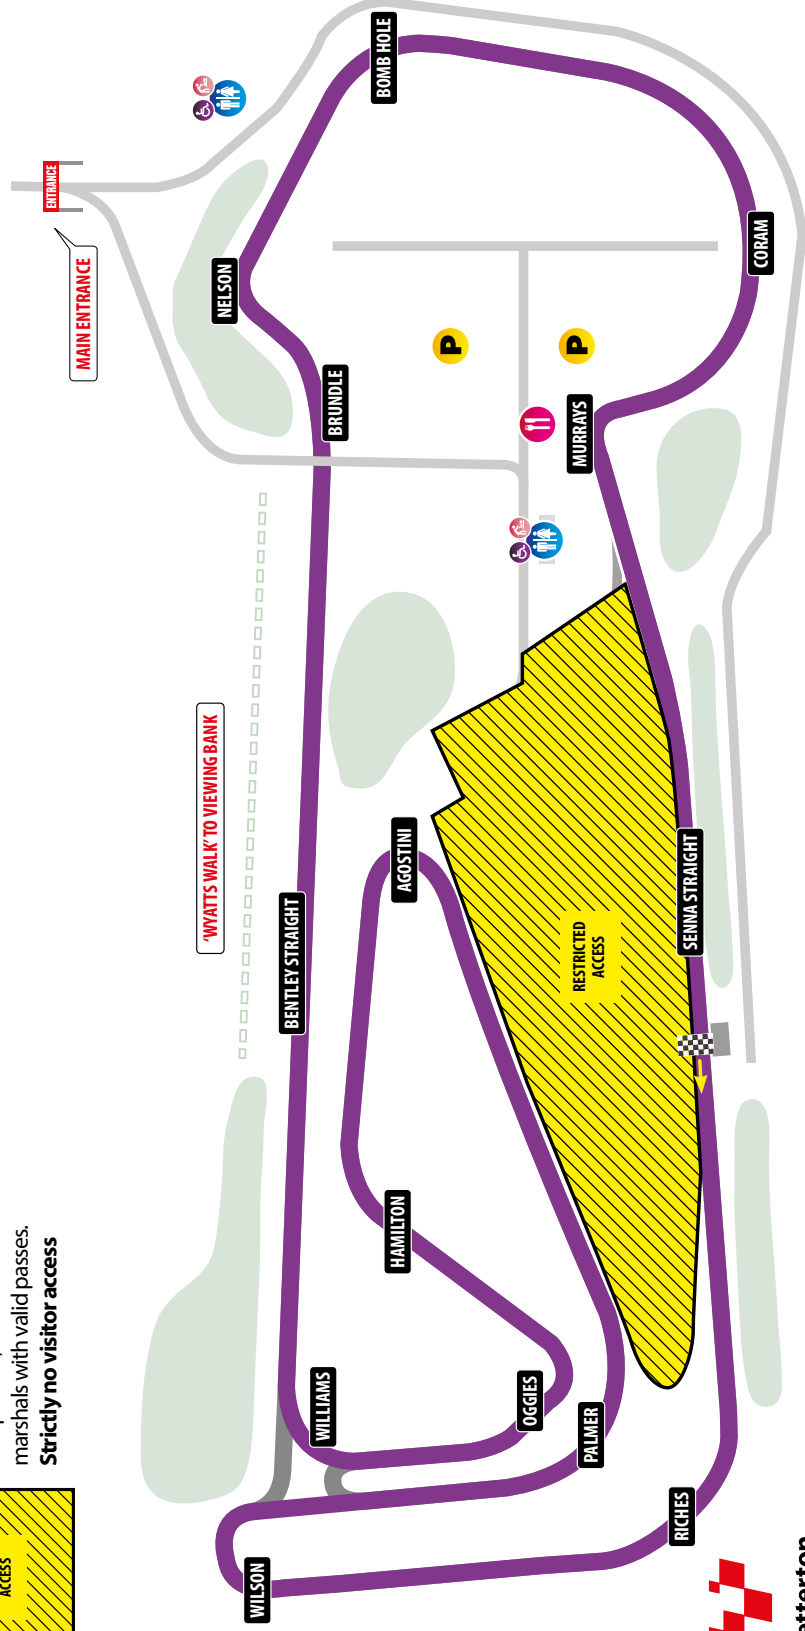 ACCESS
marshals with valid passes.
Strictly no visitor access
ENTRANCE
MAIN ENTRANCE
'WYATTS WALK' TO VIEWING BANK
NELSON
WILSON
BENTLEY STRAIGHT
WILLIAMS
BRUNDLE
BOMB HOLE
HAMILTON
AGOSTINI
P
OGGIES
P
MURRAYS
RESTRICTED
ACCESS
PALMER
RICHES
SENNA STRAIGHT
CORAM